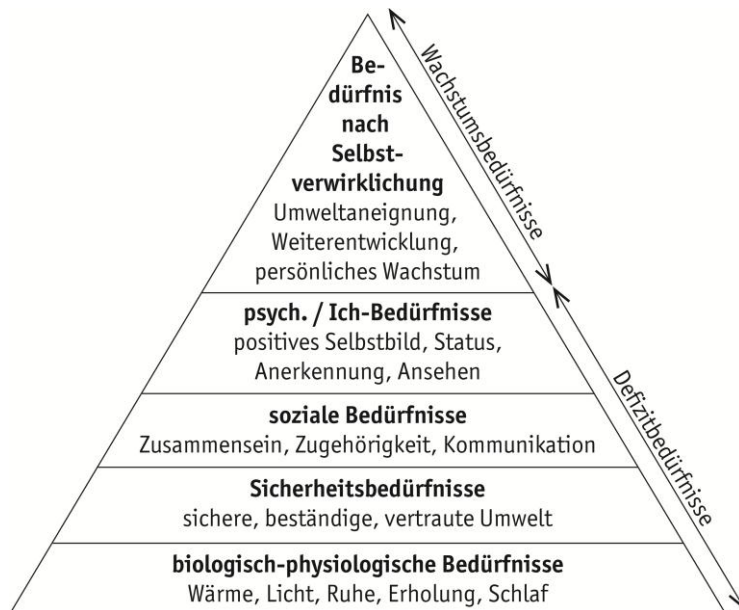 Be-
dürfnis
nach
Selbst-
verwirklichung
Umweltaneignung,
Weiterentwicklung,
persönliches Wachstum
Wachstumsbedürfnisse
psych. / Ich-Bedürfnisse
positives Selbstbild, Status,
Anerkennung, Ansehen
soziale Bedürfnisse
Zusammensein, Zugehörigkeit, Kommunikation
Sicherheitsbedürfnisse
sichere, beständige, vertraute Umwelt
biologisch-physiologische Bedürfnisse
Wärme, Licht, Ruhe, Erholung, Schlaf
Defizitbedürfnisse